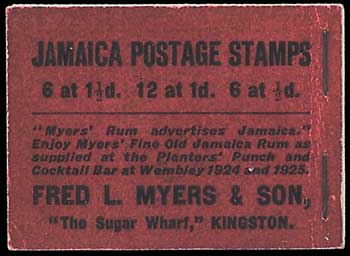 JAMAICA POSTAGE STAMPS
6 at 1½d. 12 at 1d. 6 at ½d.
"Myers' Rum advertises Jamaica."
Enjoy Myers' Fine Old Jamaica Rum as
supplied at the Planters' Punch and
Cocktail Bar at Wembley 1924 and 1925.
FRED L. MYERS & SON,
"The Sugar Wharf," KINGSTON.